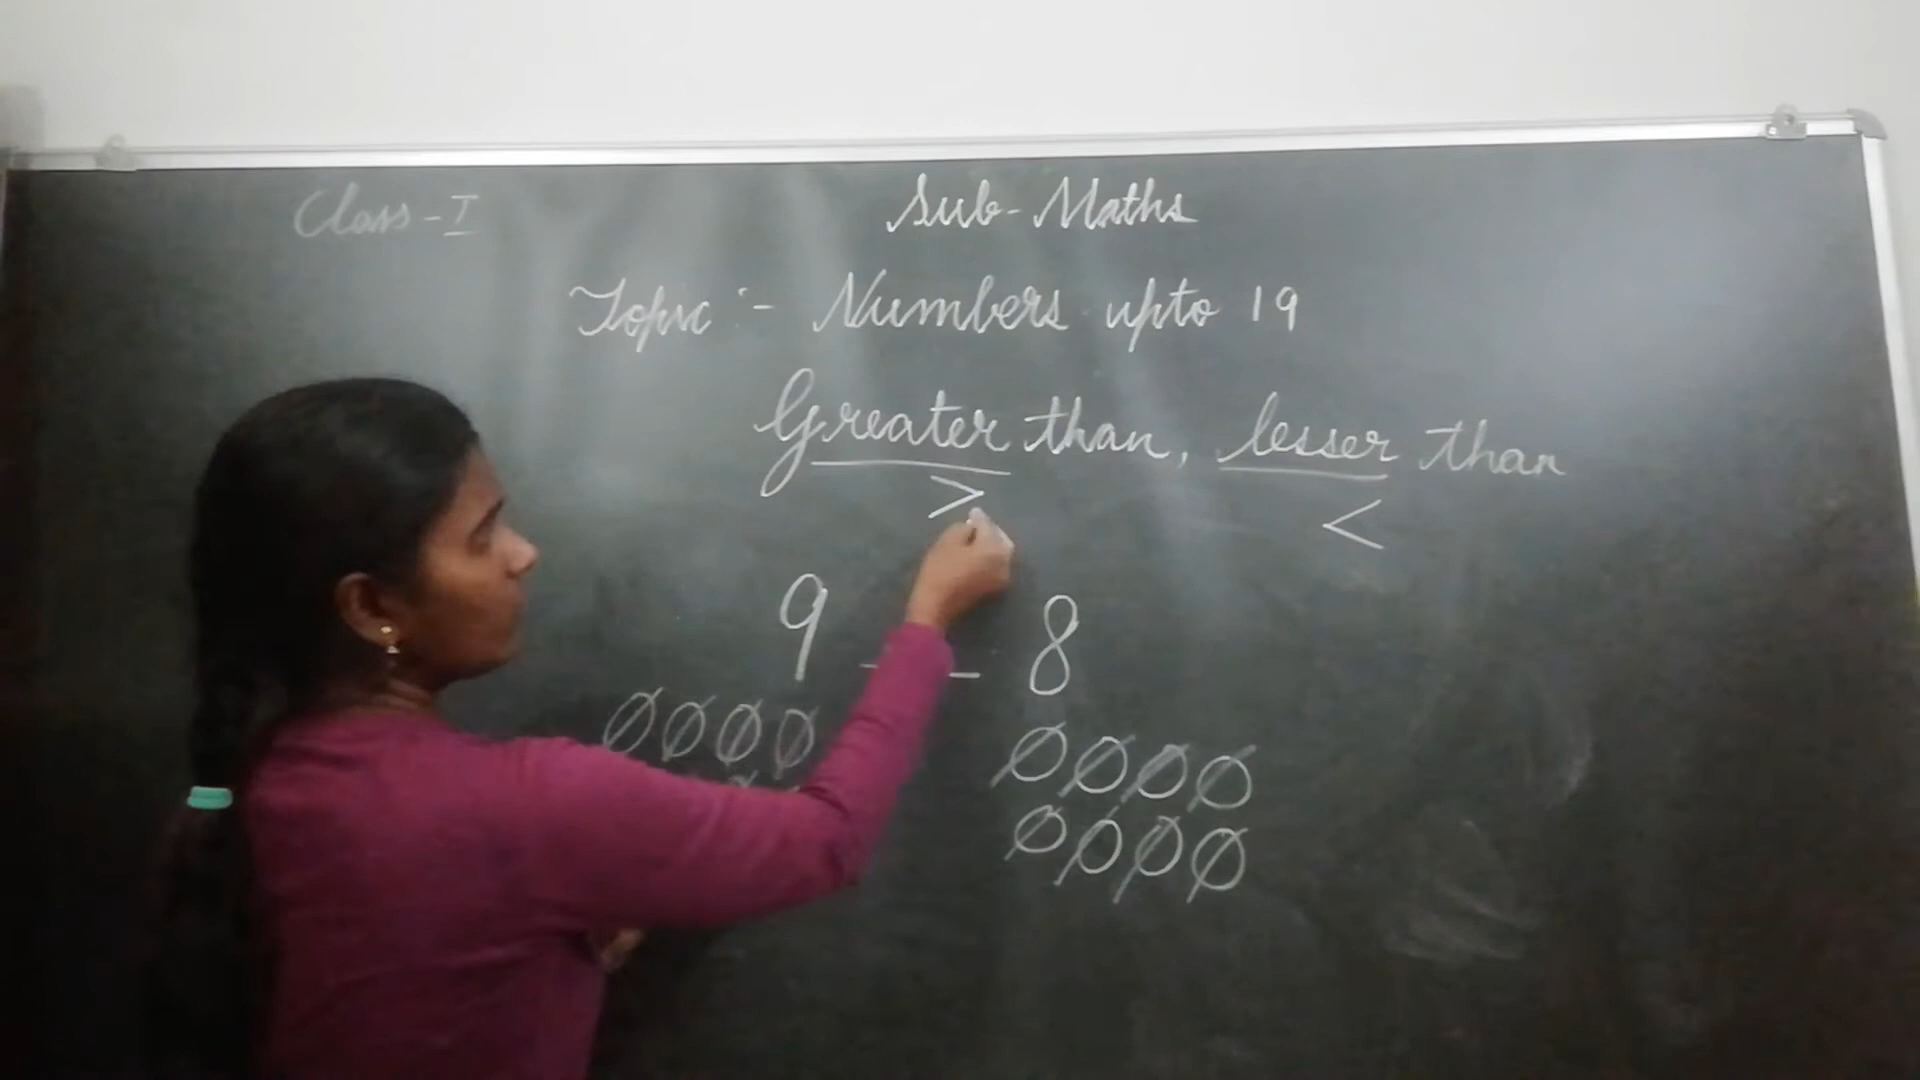 Class - I
Sub - Maths
Topic :- Numbers upto 19
Greater than, lesser than
> <
9 _ _ 8